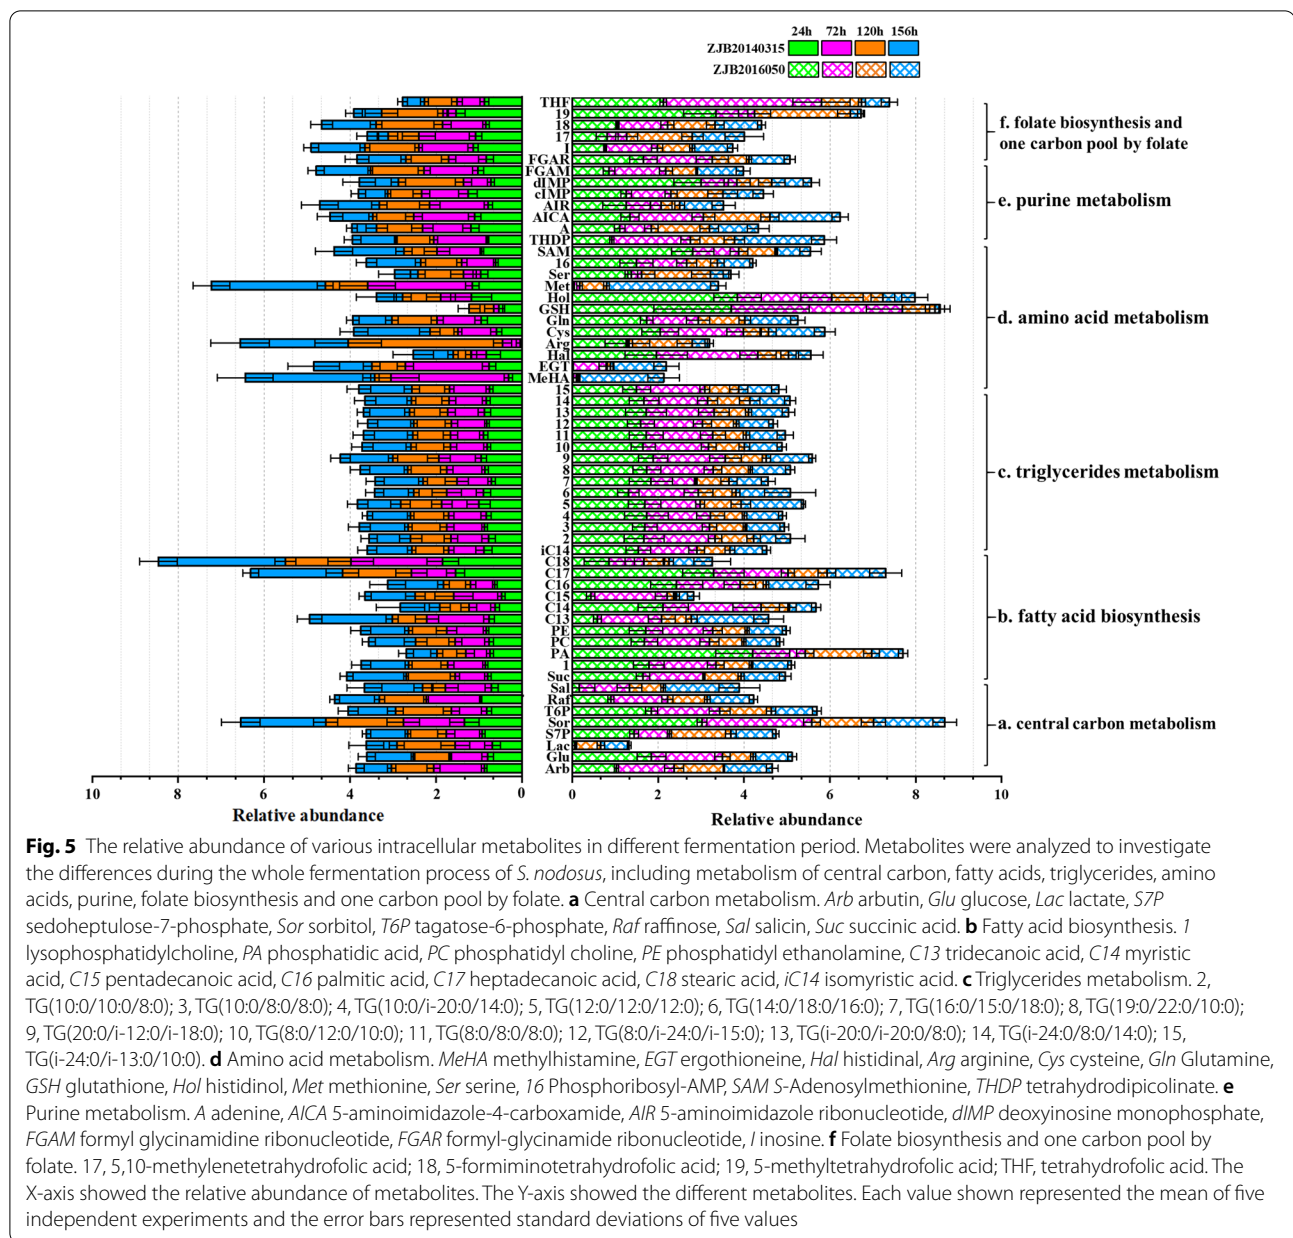 24h 72h 120h 156h
ZJB20140315
ZJB2016050
THF
19
18
17
I
FGAR
FGAM
dIMP
cIMP
AIR
AICA
A
THDP
SAM
16
Ser
Met
Hol
GSH
Gln
Cys
Arg
Hal
EGT
MeHA
15
14
13
12
11
10
9
8
7
6
5
4
3
2
iC14
C18
C17
C16
C15
C14
C13
PE
PC
PA
1
Suc
Sal
Raf
T6P
Sor
S7P
Lac
Glu
Arb
f. folate biosynthesis and
one carbon pool by folate
e. purine metabolism
d. amino acid metabolism
c. triglycerides metabolism
b. fatty acid biosynthesis
a. central carbon metabolism
10 8 6 4 2 0 0 2 4 6 8 10
Relative abundance Relative abundance
Fig. 5 The relative abundance of various intracellular metabolites in different fermentation period. Metabolites were analyzed to investigate
the differences during the whole fermentation process of S. nodosus, including metabolism of central carbon, fatty acids, triglycerides, amino
acids, purine, folate biosynthesis and one carbon pool by folate. a Central carbon metabolism. Arb arbutin, Glu glucose, Lac lactate, S7P
sedoheptulose-7-phosphate, Sor sorbitol, T6P tagatose-6-phosphate, Raf raffinose, Sal salicin, Suc succinic acid. b Fatty acid biosynthesis. 1
lysophosphatidylcholine, PA phosphatidic acid, PC phosphatidyl choline, PE phosphatidyl ethanolamine, C13 tridecanoic acid, C14 myristic
acid, C15 pentadecanoic acid, C16 palmitic acid, C17 heptadecanoic acid, C18 stearic acid, iC14 isomyristic acid. c Triglycerides metabolism. 2,
TG(10:0/10:0/8:0); 3, TG(10:0/8:0/8:0); 4, TG(10:0/i-20:0/14:0); 5, TG(12:0/12:0/12:0); 6, TG(14:0/18:0/16:0); 7, TG(16:0/15:0/18:0); 8, TG(19:0/22:0/10:0);
9, TG(20:0/i-12:0/i-18:0); 10, TG(8:0/12:0/10:0); 11, TG(8:0/8:0/8:0); 12, TG(8:0/i-24:0/i-15:0); 13, TG(i-20:0/i-20:0/8:0); 14, TG(i-24:0/8:0/14:0); 15,
TG(i-24:0/i-13:0/10:0). d Amino acid metabolism. MeHA methylhistamine, EGT ergothioneine, Hal histidinal, Arg arginine, Cys cysteine, Gln Glutamine,
GSH glutathione, Hol histidinol, Met methionine, Ser serine, 16 Phosphoribosyl-AMP, SAM S-Adenosylmethionine, THDP tetrahydrodipicolinate. e
Purine metabolism. A adenine, AICA 5-aminoimidazole-4-carboxamide, AIR 5-aminoimidazole ribonucleotide, dIMP deoxyinosine monophosphate,
FGAM formyl glycinamidine ribonucleotide, FGAR formyl-glycinamide ribonucleotide, I inosine. f Folate biosynthesis and one carbon pool by
folate. 17, 5,10-methylenetetrahydrofolic acid; 18, 5-formiminotetrahydrofolic acid; 19, 5-methyltetrahydrofolic acid; THF, tetrahydrofolic acid. The
X-axis showed the relative abundance of metabolites. The Y-axis showed the different metabolites. Each value shown represented the mean of five
independent experiments and the error bars represented standard deviations of five values